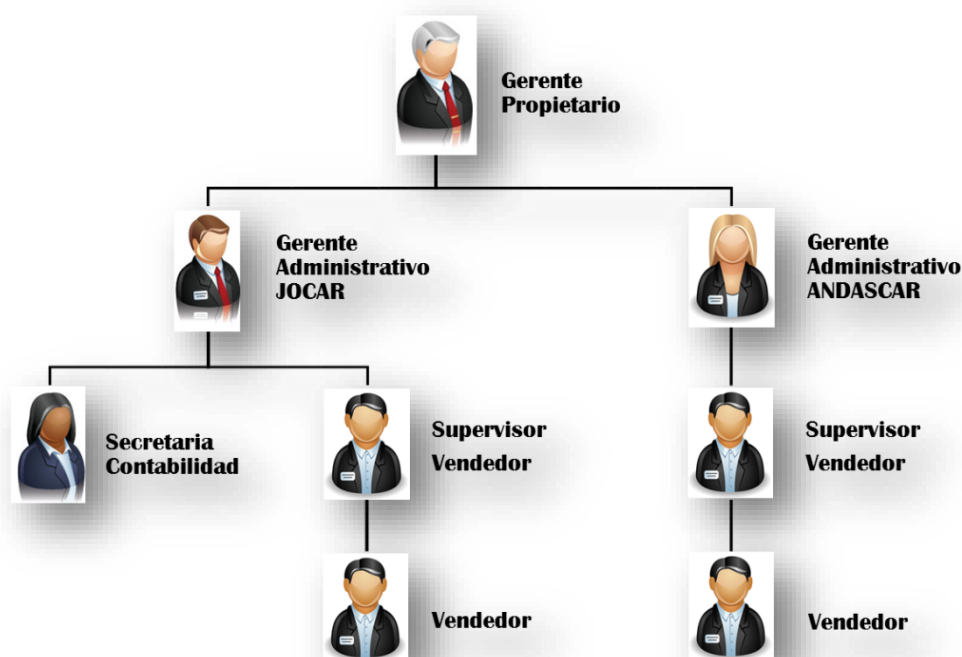 Gerente
Propietario
Gerente
Administrativo
JOCAR
Gerente
Administrativo
ANDASCAR
Secretaria
Contabilidad
Supervisor
Vendedor
Supervisor
Vendedor
Vendedor
Vendedor